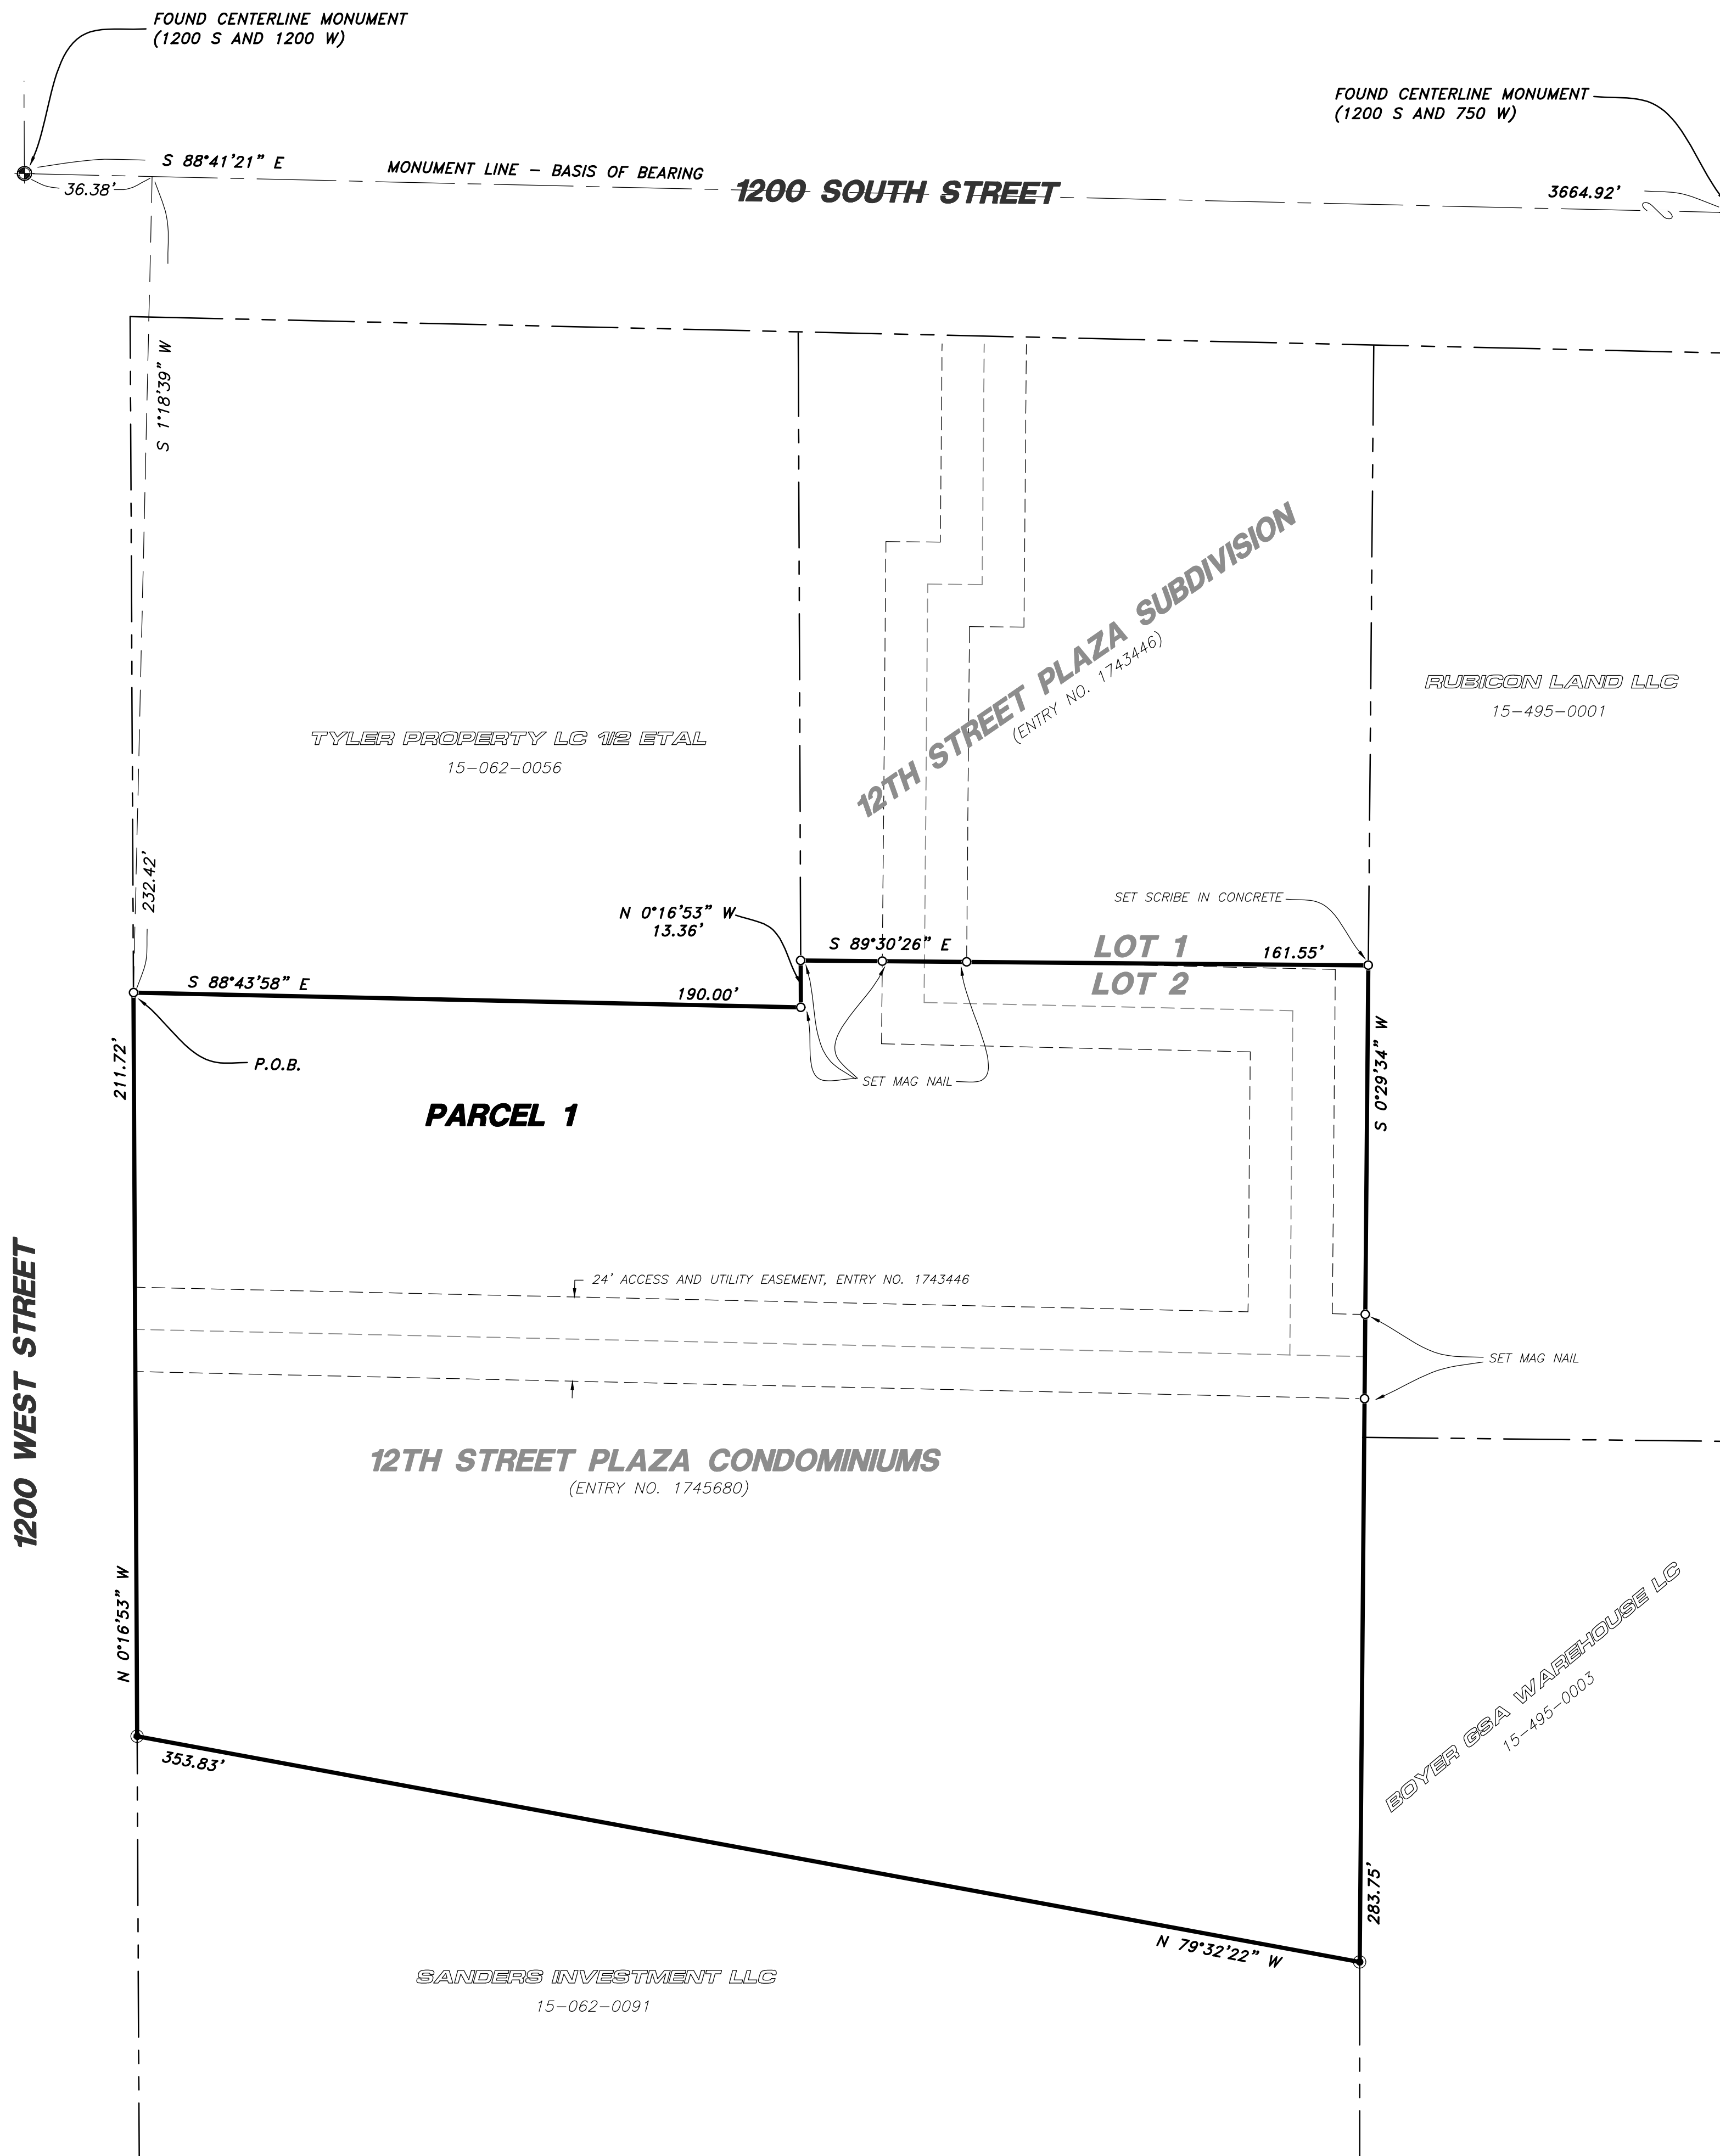 FOUND CENTERLINE MONUMENT
(1200 S AND 1200 W)
FOUND CENTERLINE MONUMENT
(1200 S AND 750 W)
S 88°41'21" E
36.38'
MONUMENT LINE - BASIS OF BEARING
1200 SOUTH STREET
3664.92'
S 1°18'39" W
232.42'
12TH STREET PLAZA SUBDIVISION
(ENTRY NO. 1743446)
RUBICON LAND LLC
15-495-0001
TYLER PROPERTY LC 1/2 ETAL
15-062-0056
N 0°16'53" W
13.36'
SET SCRIBE IN CONCRETE
S 89°30'26" E
LOT 1
161.55'
LOT 2
S 88°43'58" E
190.00'
211.72'
P.O.B.
SET MAG NAIL
S 0°29'34" W
PARCEL 1
24' ACCESS AND UTILITY EASEMENT, ENTRY NO. 1743446
SET MAG NAIL
1200 WEST STREET
12TH STREET PLAZA CONDOMINIUMS
(ENTRY NO. 1745680)
N 0°16'53" W
BOYER GSA WAREHOUSE LC
15-495-0003
353.83'
283.75'
N 79°32'22" W
SANDERS INVESTMENT LLC
15-062-0091